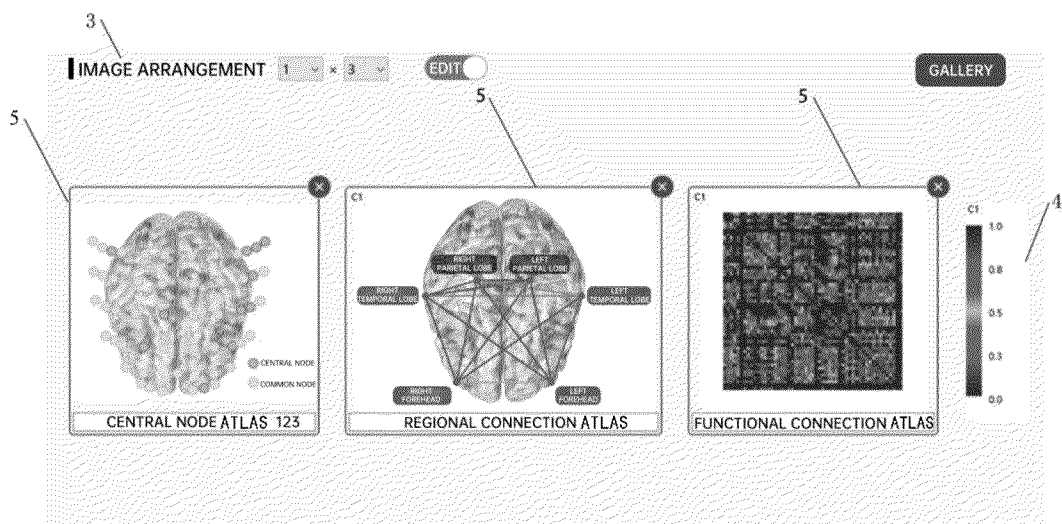 3
IMAGE ARRANGEMENT 1 × 3 EDIT GALLERY
5 5 5
4
C1 C1 C1
1.0
0.8
0.5
0.3
0.0
RIGHT
PARIETAL LOBE
LEFT
PARIETAL LOBE
RIGHT
TEMPORAL LOBE
LEFT
TEMPORAL LOBE
CENTRAL NODE
COMMON NODE
RIGHT
FOREHEAD
LEFT
FOREHEAD
CENTRAL NODE ATLAS 123
REGIONAL CONNECTION ATLAS
FUNCTIONAL CONNECTION ATLAS